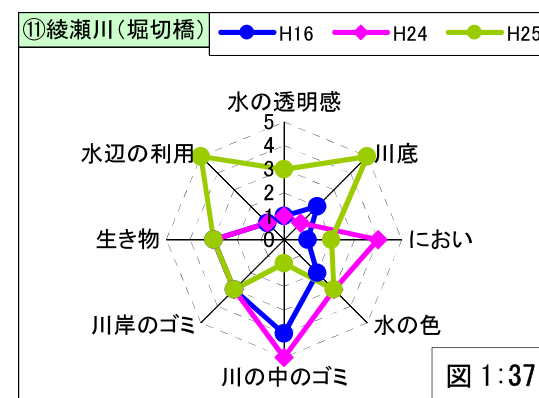 ⑪綾瀬川(堀切橋)
H16 H24 H25
水の透明感
5
4
3
2
1
0
川底
におい
水の色
川の中のゴミ
川岸のゴミ
生き物
水辺の利用
図 1:37